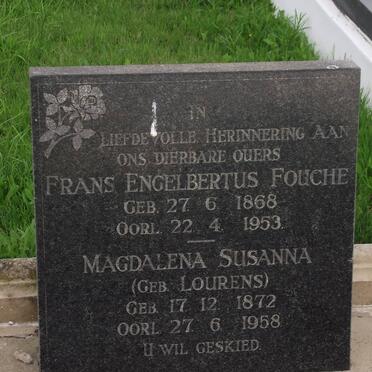 IN
LIEFDEVOLLE HERINNERING AAN
ONS DIERBARE OUERS
FRANS ENGELBERTUS FOUCHE
GEB. 27 6 1868
OORL. 22 4 1953
MAGDALENA SUSANNA
(GEB. LOURENS)
GEB. 17 12 1872
OORL. 27 6 1958
U WIL GESKIED.